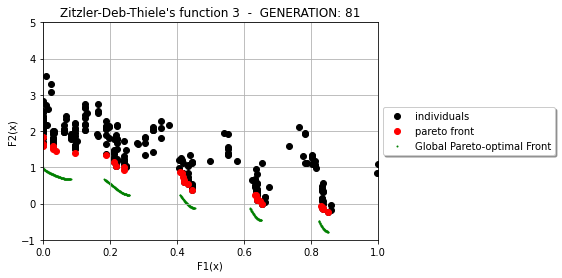 Zitzler-Deb-Thiele's function 3 - GENERATION: 81
5
4
3
2
1
0
−1
F2(x)
0.0 0.2 0.4 0.6 0.8 1.0
F1(x)
individuals
pareto front
Global Pareto-optimal Front